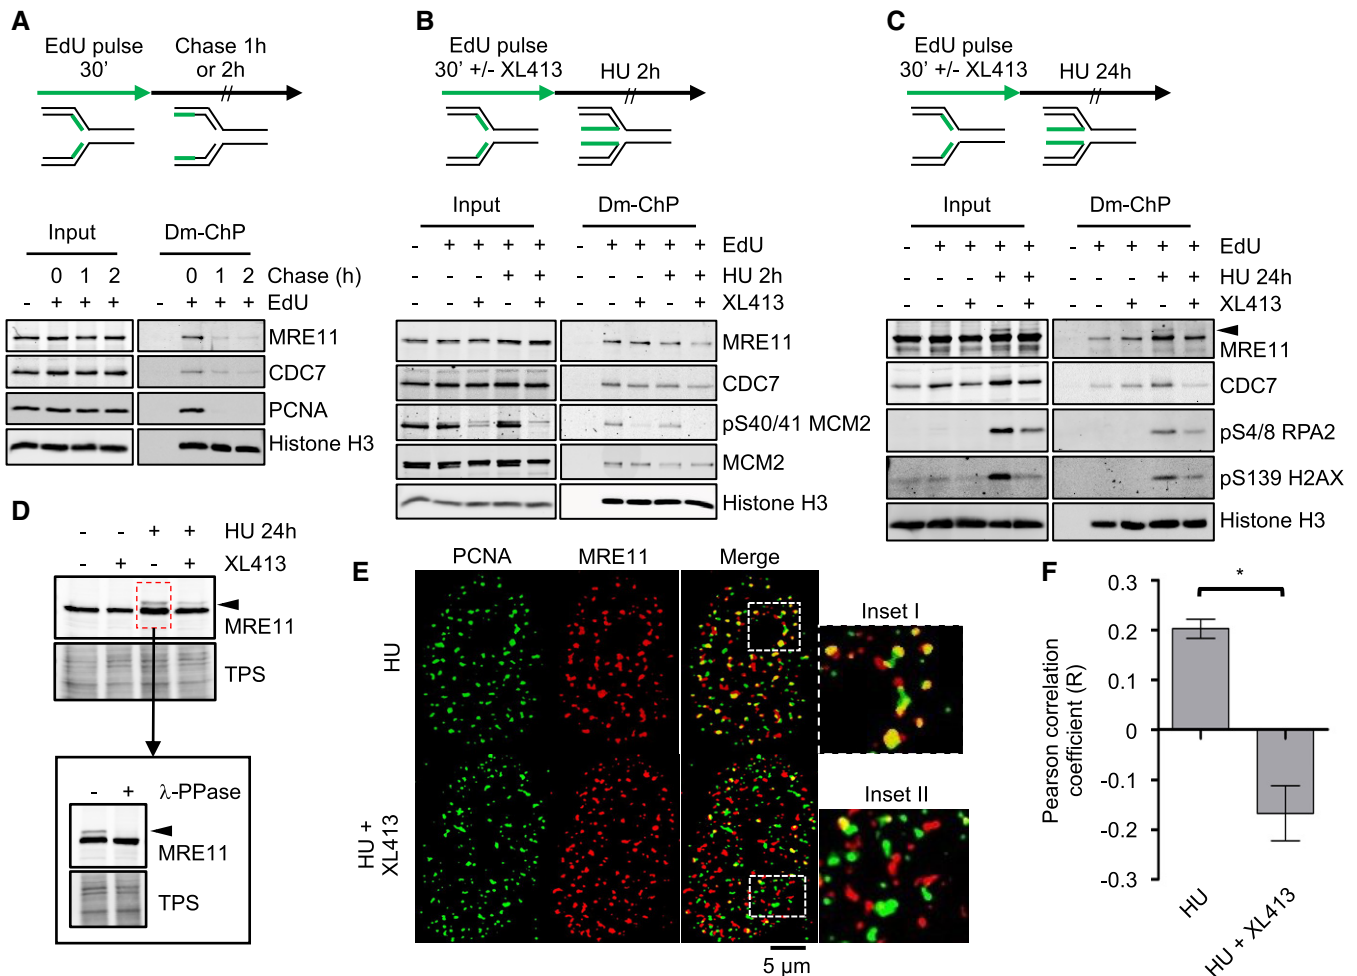 A
EdU pulse
30’
Chase 1h
or 2h
Input
Dm-ChP
0 1 2 0 1 2 Chase (h)
- + + + - + + + EdU
MRE11
CDC7
PCNA
Histone H3
B
EdU pulse
30’ +/- XL413
HU 2h
Input
Dm-ChP
- + + + + - + + + + EdU
- - - + + - - - + + HU 2h
- - + - + - - + - + XL413
MRE11
CDC7
pS40/41 MCM2
MCM2
Histone H3
C
EdU pulse
30’ +/- XL413
HU 24h
Input
Dm-ChP
- + + + + - + + + + EdU
- - - + + - - - + + HU 24h
- - + - + - - + - + XL413
MRE11
CDC7
pS4/8 RPA2
pS139 H2AX
Histone H3
D
- - + + HU 24h
- + - + XL413
MRE11
TPS
- + λ-PPase
MRE11
TPS
E
PCNA
MRE11
Merge
HU
Inset I
HU +
XL413
Inset II
5 µm
F
Pearson correlation
coefficient (R)
0.3
0.2
0.1
0
-0.1
-0.2
-0.3
*
HU
HU + XL413